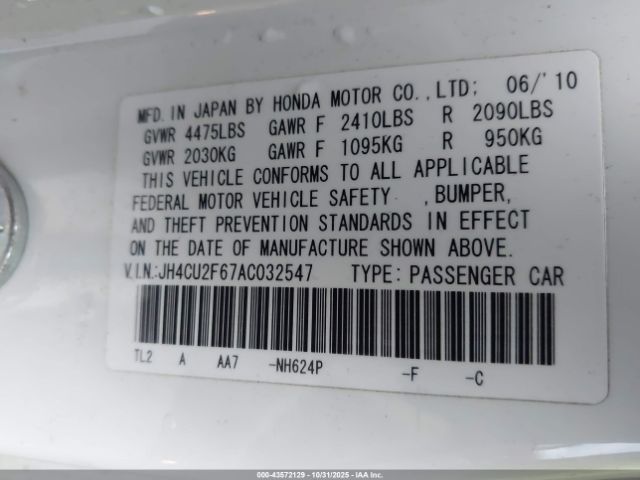 MFD. IN JAPAN BY HONDA MOTOR CO.,LTD; 06/'10
GVWR 4475LBS GAWR F 2410LBS R 2090LBS
GVWR 2030KG GAWR F 1095KG R 950KG
THIS VEHICLE CONFORMS TO ALL APPLICABLE
FEDERAL MOTOR VEHICLE SAFETY ,BUMPER,
AND THEFT PREVENTION STANDARDS IN EFFECT
ON THE DATE OF MANUFACTURE SHOWN ABOVE.
V.I.N.:JH4CU2F67AC032547 TYPE: PASSENGER CAR
TL2 A AA7 -NH624P -F -C
000-43572129 - 10/31/2025 - IAA Inc.